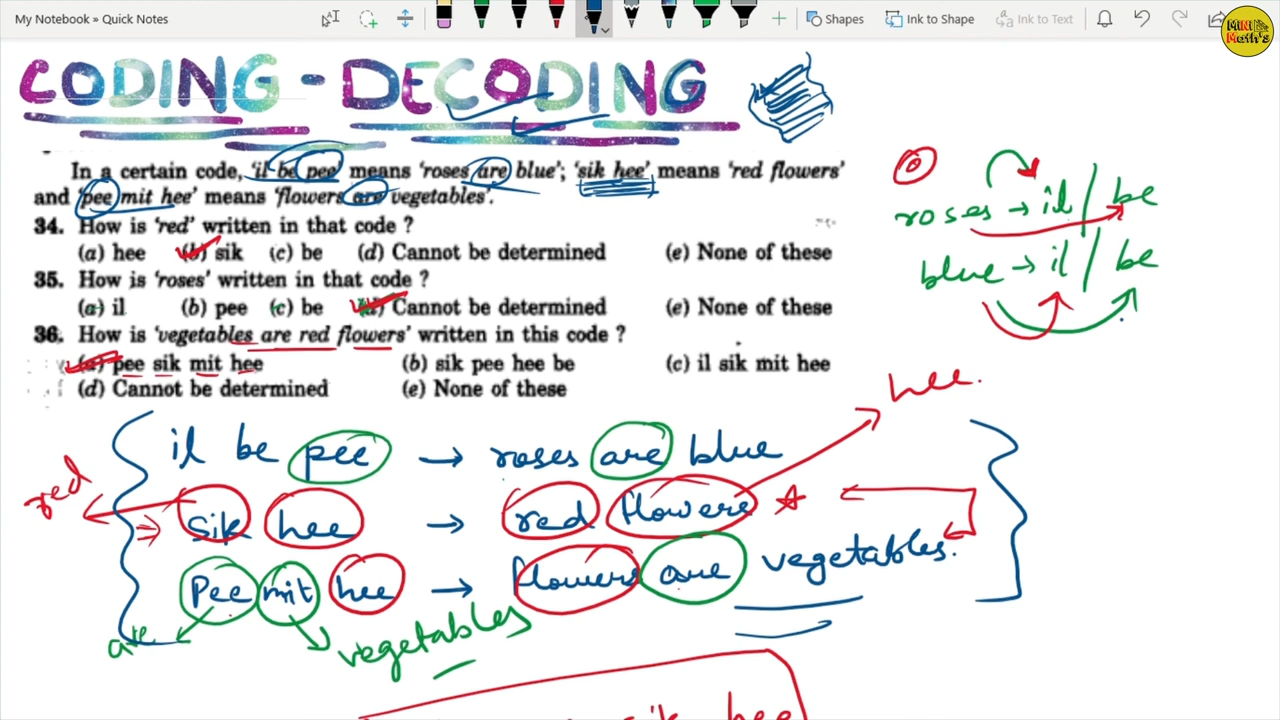 My Notebook » Quick Notes
Shapes
Ink to Shape
Ink to Text
MiNi Math's
CODING - DECODING
In a certain code, 'il be pee means 'roses are blue'; 'sik hee' means 'red flowers'
and 'pee mit hee' means 'flowers are vegetables'.
34. How is 'red' written in that code ?
(a) hee (b) sik (c) be (d) Cannot be determined (e) None of these
35. How is 'roses' written in that code ?
(a) il (b) pee (c) be (d) Cannot be determined (e) None of these
36. How is 'vegetables are red flowers' written in this code ?
(a) pee sik mit hee (b) sik pee hee be (c) il sik mit hee
(d) Cannot be determined (e) None of these
roses → il / be
blue → il / be
hee.
il be pee → roses are blue
red
sik hee → red flowers
Pee mit hee → flowers are vegetables.
are
vegetables
sik hee